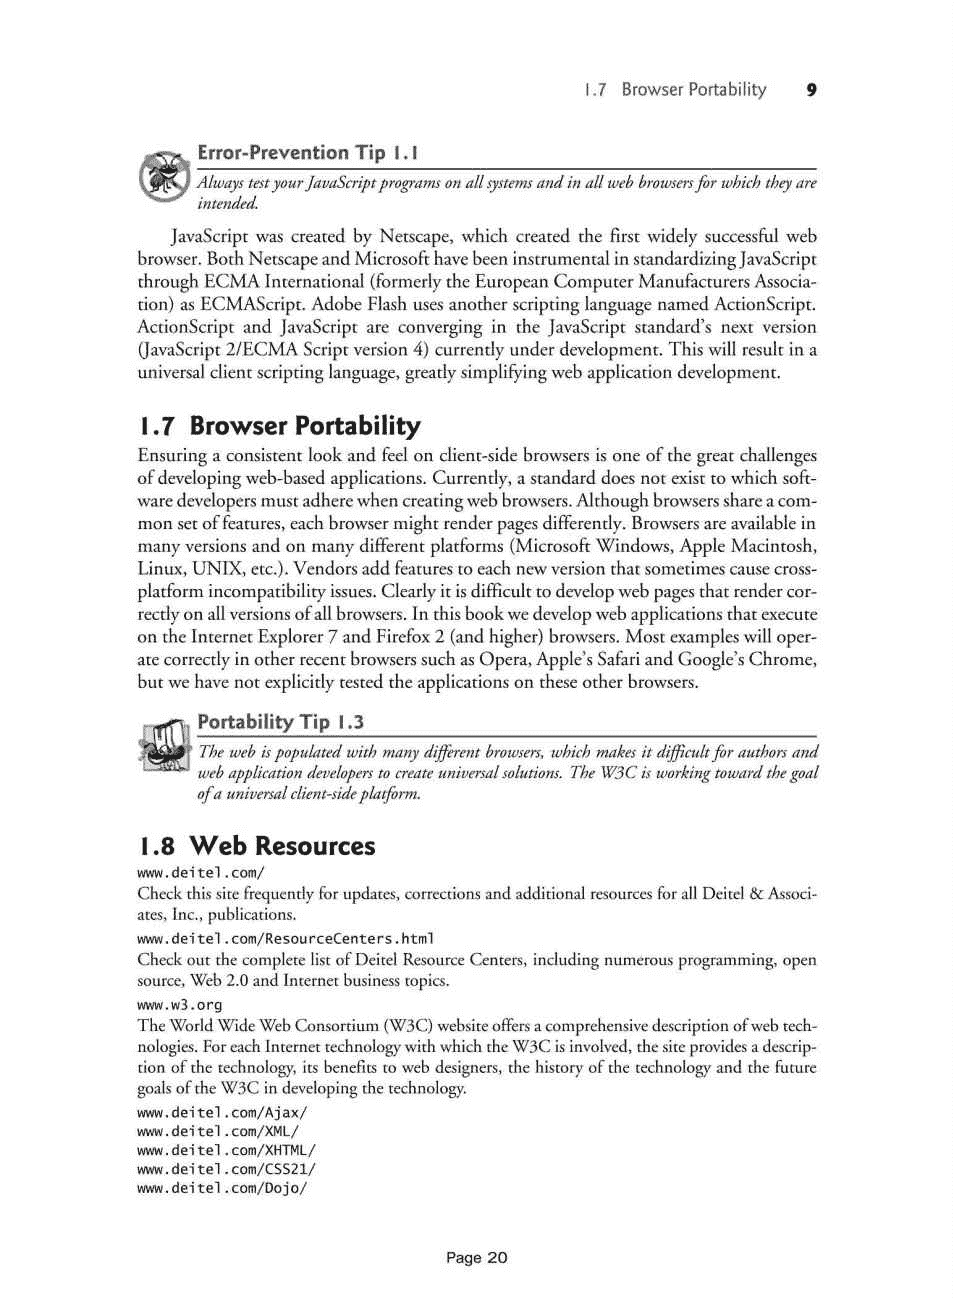 1.7 Browser Portability 9
Error-Prevention Tip 1.1
Always test your JavaScript programs on all systems and in all web browsers for which they are
intended.
JavaScript was created by Netscape, which created the first widely successful web
browser. Both Netscape and Microsoft have been instrumental in standardizing JavaScript
through ECMA International (formerly the European Computer Manufacturers Associa-
tion) as ECMAScript. Adobe Flash uses another scripting language named ActionScript.
ActionScript and JavaScript are converging in the JavaScript standard's next version
(JavaScript 2/ECMA Script version 4) currently under development. This will result in a
universal client scripting language, greatly simplifying web application development.
1.7 Browser Portability
Ensuring a consistent look and feel on client-side browsers is one of the great challenges
of developing web-based applications. Currently, a standard does not exist to which soft-
ware developers must adhere when creating web browsers. Although browsers share a com-
mon set of features, each browser might render pages differently. Browsers are available in
many versions and on many different platforms (Microsoft Windows, Apple Macintosh,
Linux, UNIX, etc.). Vendors add features to each new version that sometimes cause cross-
platform incompatibility issues. Clearly it is difficult to develop web pages that render cor-
rectly on all versions of all browsers. In this book we develop web applications that execute
on the Internet Explorer 7 and Firefox 2 (and higher) browsers. Most examples will oper-
ate correctly in other recent browsers such as Opera, Apple's Safari and Google's Chrome,
but we have not explicitly tested the applications on these other browsers.
Portability Tip 1.3
The web is populated with many different browsers, which makes it difficult for authors and
web application developers to create universal solutions. The W3C is working toward the goal
of a universal client-side platform.
1.8 Web Resources
www.deitel.com/
Check this site frequently for updates, corrections and additional resources for all Deitel & Associ-
ates, Inc., publications.
www.deitel.com/ResourceCenters.html
Check out the complete list of Deitel Resource Centers, including numerous programming, open
source, Web 2.0 and Internet business topics.
www.w3.org
The World Wide Web Consortium (W3C) website offers a comprehensive description of web tech-
nologies. For each Internet technology with which the W3C is involved, the site provides a descrip-
tion of the technology, its benefits to web designers, the history of the technology and the future
goals of the W3C in developing the technology.
www.deitel.com/Ajax/
www.deitel.com/XML/
www.deitel.com/XHTML/
www.deitel.com/CSS21/
www.deitel.com/Dojo/
Page 20